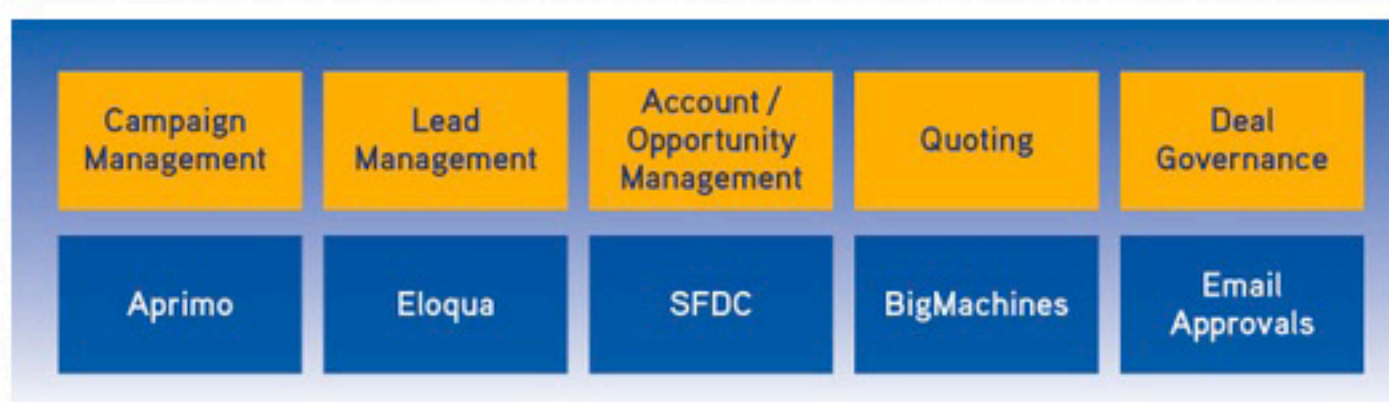 Campaign
Management
Lead
Management
Account /
Opportunity
Management
Quoting
Deal
Governance
Aprimo
Eloqua
SFDC
BigMachines
Email
Approvals